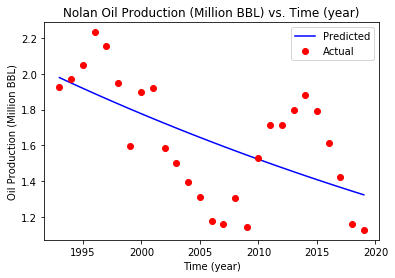 Nolan Oil Production (Million BBL) vs. Time (year)
Predicted
Actual
Oil Production (Million BBL)
2.2
2.0
1.8
1.6
1.4
1.2
1995
2000
2005
2010
2015
2020
Time (year)